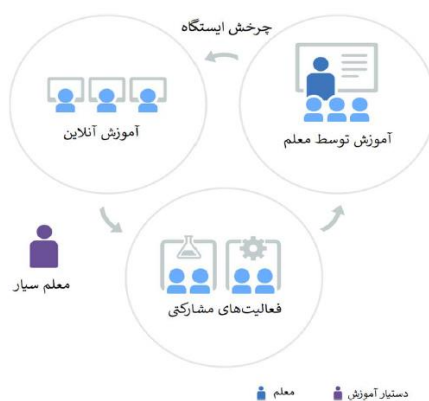 چرخش ایستگاه
آموزش توسط معلم
آموزش آنلاین
فعالیت‌های مشارکتی
معلم سیار
دستیار آموزش
معلم